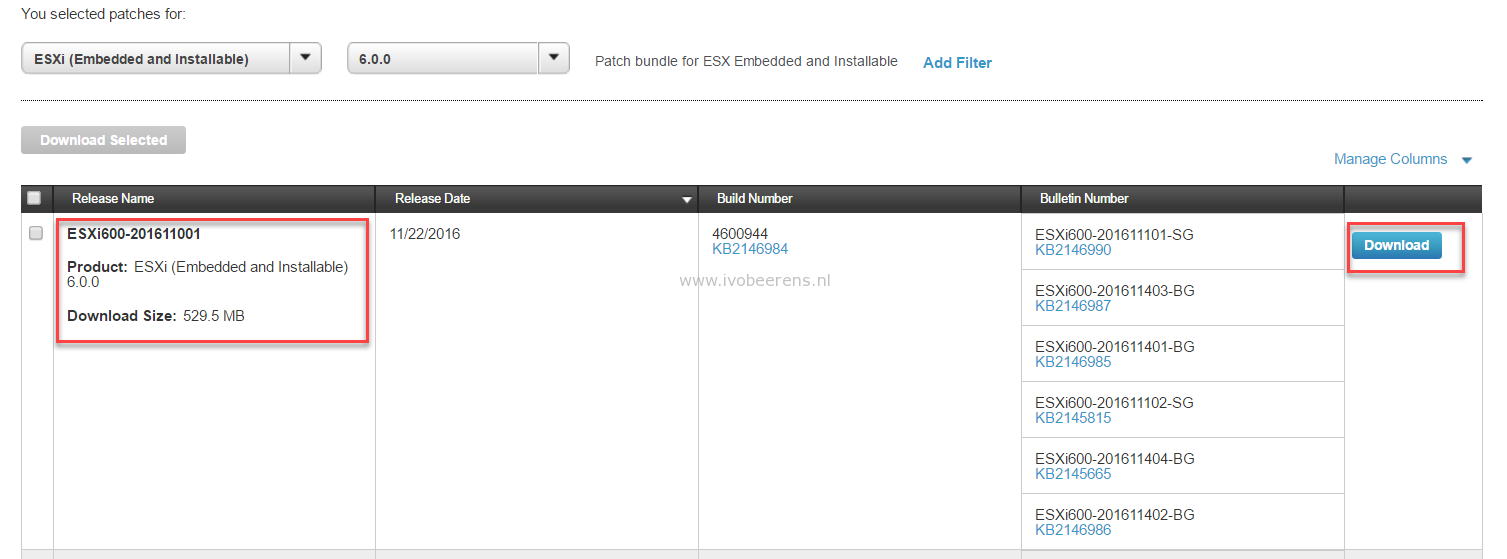 You selected patches for:
ESXi (Embedded and Installable)
6.0.0
Patch bundle for ESX Embedded and Installable
Add Filter
Download Selected
Manage Columns
Release Name
Release Date
Build Number
Bulletin Number
ESXi600-201611001
Product: ESXi (Embedded and Installable)
6.0.0
Download Size: 529.5 MB
11/22/2016
4600944
KB2146984
www.ivobeerens.nl
ESXi600-201611101-SG
KB2146990
ESXi600-201611403-BG
KB2146987
ESXi600-201611401-BG
KB2146985
ESXi600-201611102-SG
KB2145815
ESXi600-201611404-BG
KB2145665
ESXi600-201611402-BG
KB2146986
Download